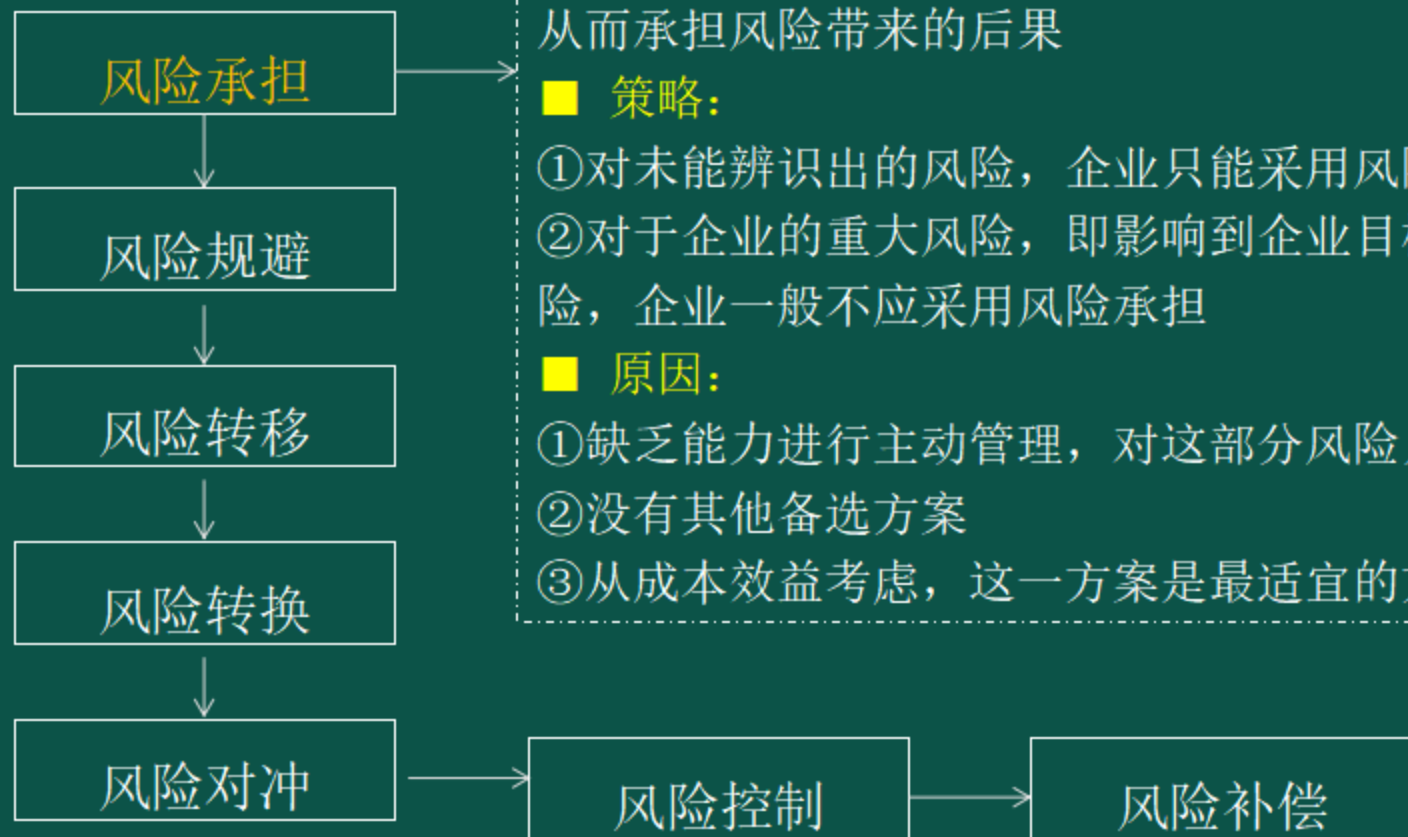 风险承担
从而承担风险带来的后果
■ 策略：
①对未能辨识出的风险，企业只能采用风
②对于企业的重大风险，即影响到企业目
险，企业一般不应采用风险承担
■ 原因：
①缺乏能力进行主动管理，对这部分风险
②没有其他备选方案
③从成本效益考虑，这一方案是最适宜的
风险规避
风险转移
风险转换
风险对冲
风险控制
风险补偿